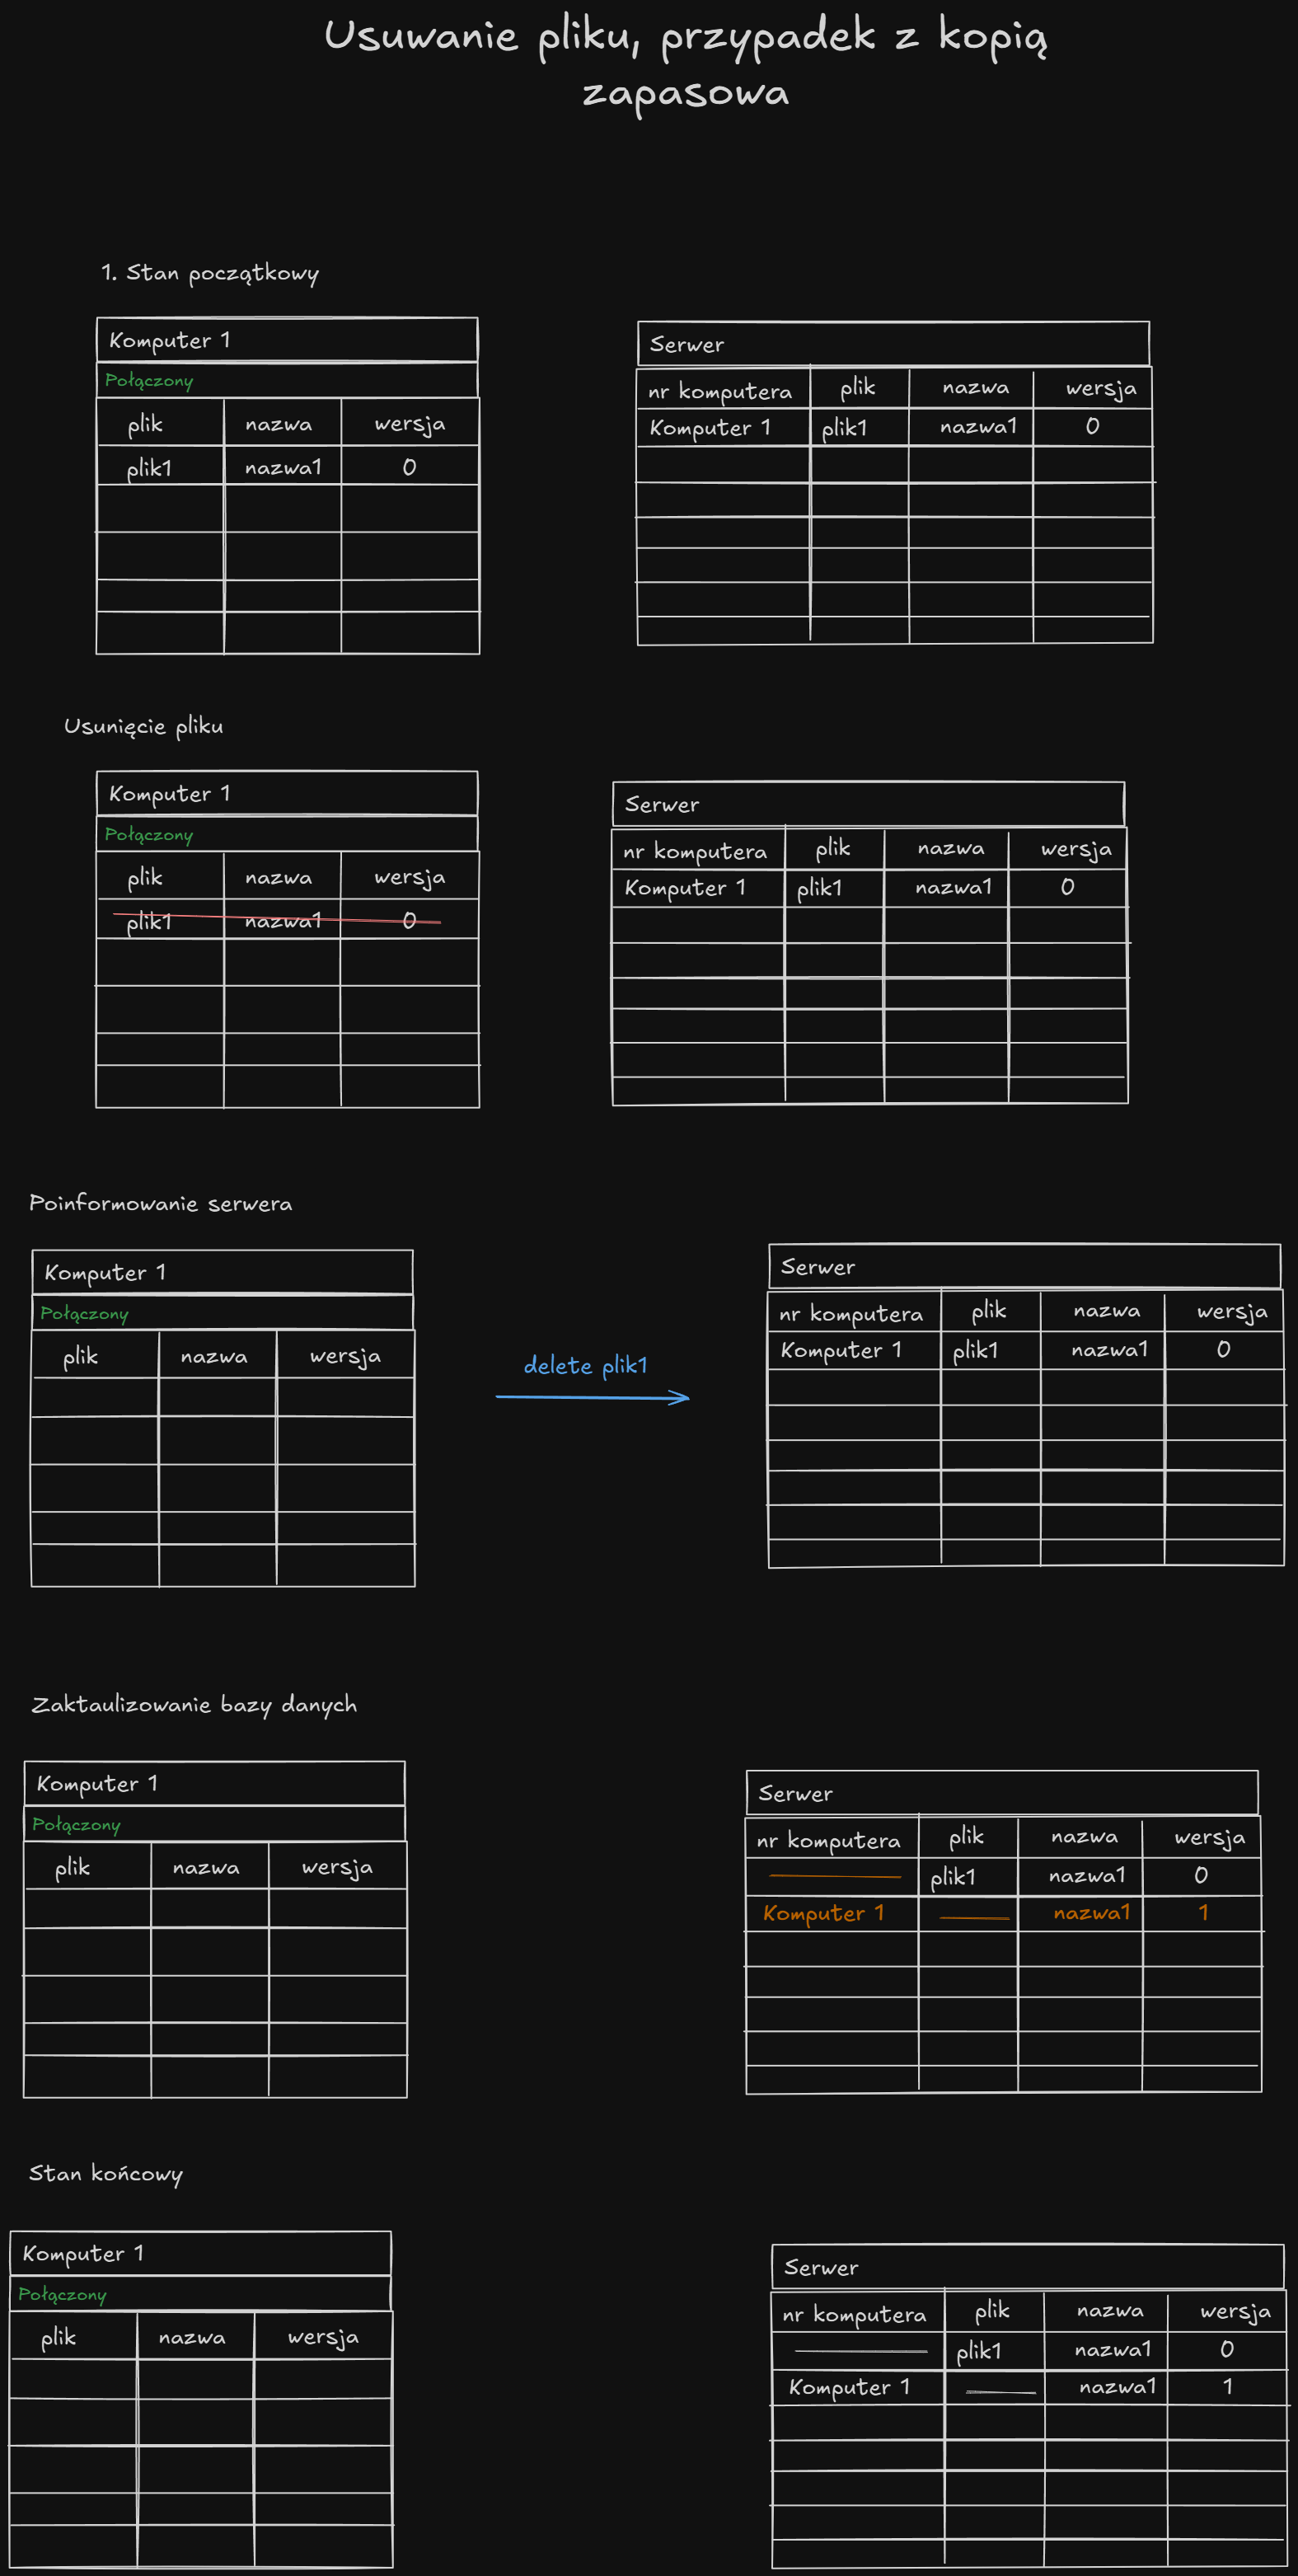 Usuwanie pliku, przypadek z kopią
zapasowa
1. Stan początkowy
Komputer 1
Połączony
plik nazwa wersja
plik1 nazwa1 0
Serwer
nr komputera plik nazwa wersja
Komputer 1 plik1 nazwa1 0
Usunięcie pliku
Komputer 1
Połączony
plik nazwa wersja
plik1 nazwa1 0
Serwer
nr komputera plik nazwa wersja
Komputer 1 plik1 nazwa1 0
Poinformowanie serwera
Komputer 1
Połączony
plik nazwa wersja
delete plik1
Serwer
nr komputera plik nazwa wersja
Komputer 1 plik1 nazwa1 0
Zaktaulizowanie bazy danych
Komputer 1
Połączony
plik nazwa wersja
Serwer
nr komputera plik nazwa wersja
plik1 nazwa1 0
Komputer 1 nazwa1 1
Stan końcowy
Komputer 1
Połączony
plik nazwa wersja
Serwer
nr komputera plik nazwa wersja
plik1 nazwa1 0
Komputer 1 nazwa1 1